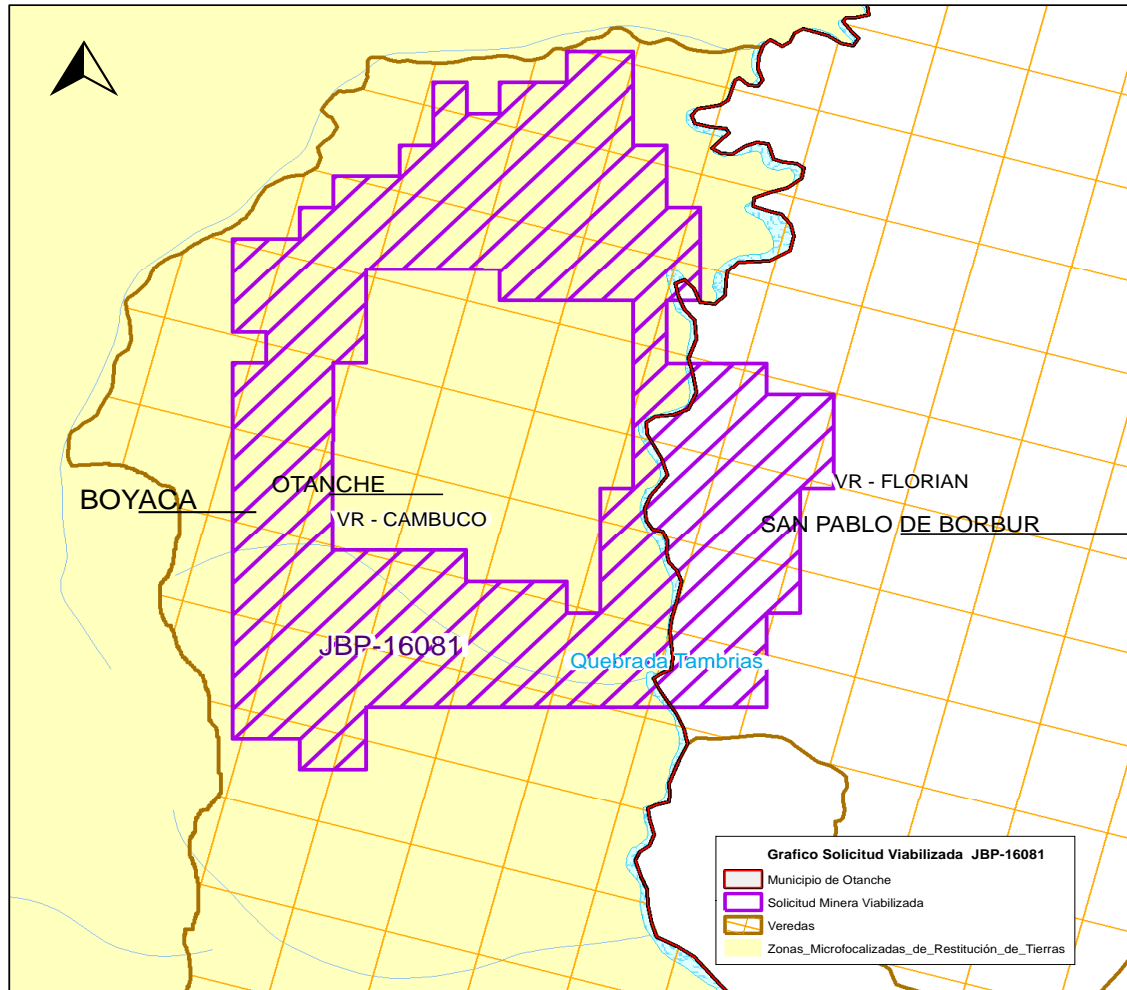 OTANCHE
BOYACA
VR - FLORIAN
VR - CAMBUCO
SAN PABLO DE BORBUR
JBP-16081
Quebrada Tambrias
Grafico Solicitud Viabilizada JBP-16081
Municipio de Otanche
Solicitud Minera Viabilizada
Veredas
Zonas_Microfocalizadas_de_Restitución_de_Tierras